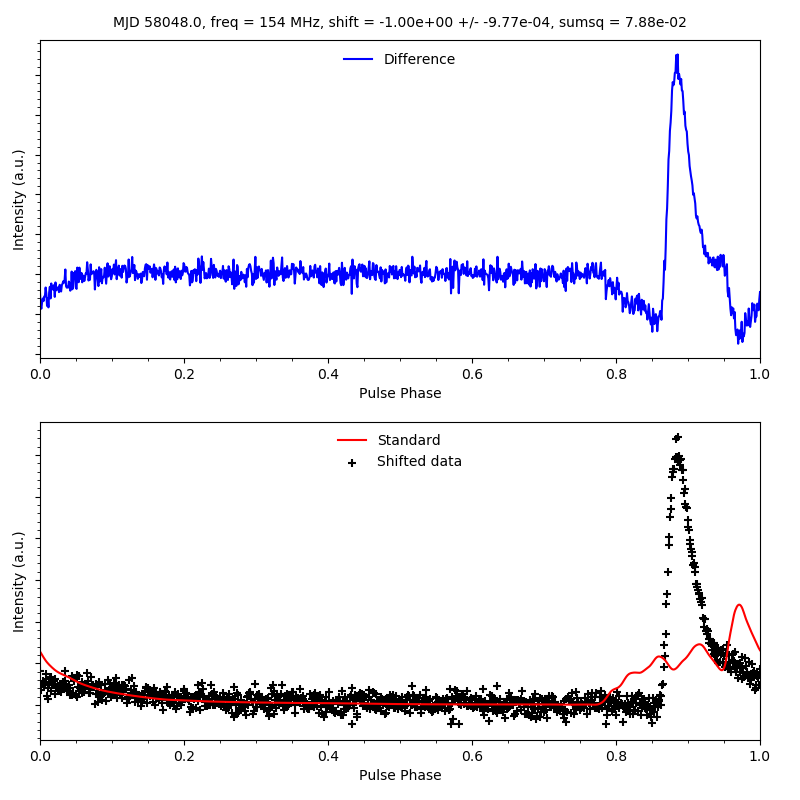 MJD 58048.0, freq = 154 MHz, shift = -1.00e+00 +/- -9.77e-04, sumsq = 7.88e-02
Difference
Intensity (a.u.)
0.0 0.2 0.4 0.6 0.8 1.0
Pulse Phase
Standard
Shifted data
Intensity (a.u.)
0.0 0.2 0.4 0.6 0.8 1.0
Pulse Phase